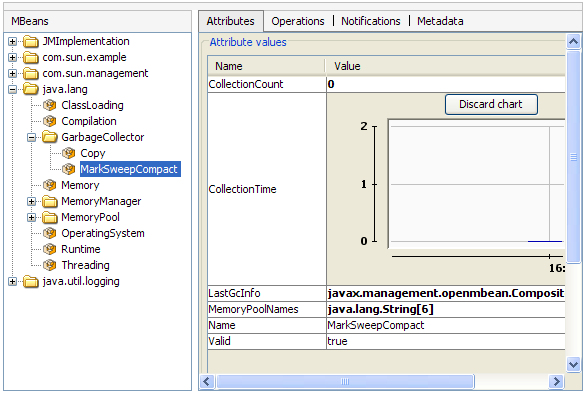 MBeans
JMImplementation
com.sun.example
com.sun.management
java.lang
ClassLoading
Compilation
GarbageCollector
Copy
MarkSweepCompact
Memory
MemoryManager
MemoryPool
OperatingSystem
Runtime
Threading
java.util.logging
Attributes Operations Notifications Metadata
Attribute values
Name Value
CollectionCount 0
Discard chart
2
1
CollectionTime
0
16:
LastGcInfo javax.management.openmbean.Composit
MemoryPoolNames java.lang.String[6]
Name MarkSweepCompact
Valid true